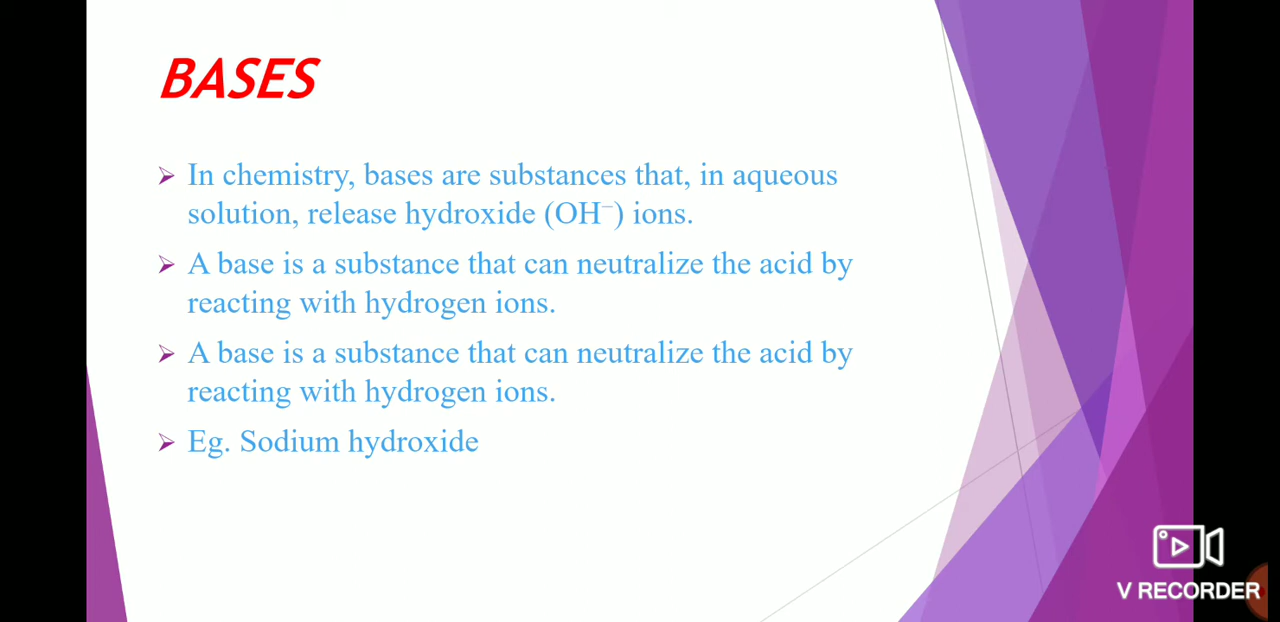 BASES
In chemistry, bases are substances that, in aqueous
solution, release hydroxide (OH⁻) ions.
A base is a substance that can neutralize the acid by
reacting with hydrogen ions.
A base is a substance that can neutralize the acid by
reacting with hydrogen ions.
Eg. Sodium hydroxide
V RECORDER